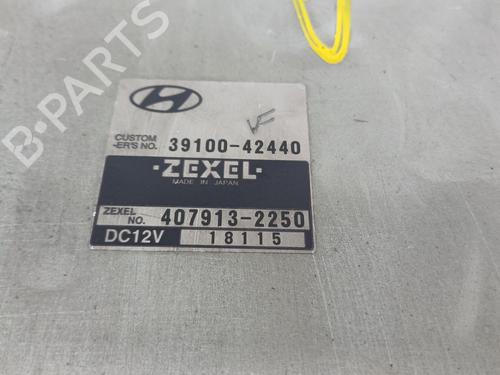 CUSTOM
-ER'S NO. 39100-42440
VF
·ZEXEL·
MADE IN JAPAN
ZEXEL
NO. 407913-2250
DC12V 18115
B-PARTS